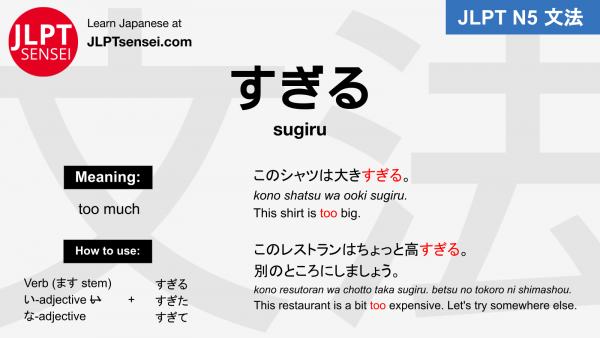 JLPT
SENSEI
Learn Japanese at
JLPTsensei.com
JLPT N5 文法
文法
すぎる
sugiru
Meaning:
too much
How to use:
Verb (ます stem)
い-adjective い
な-adjective
+
すぎる
すぎた
すぎて
このシャツは大きすぎる。
kono shatsu wa ooki sugiru.
This shirt is too big.
このレストランはちょっと高すぎる。
別のところにしましょう。
kono resutoran wa chotto taka sugiru. betsu no tokoro ni shimashou.
This restaurant is a bit too expensive. Let's try somewhere else.